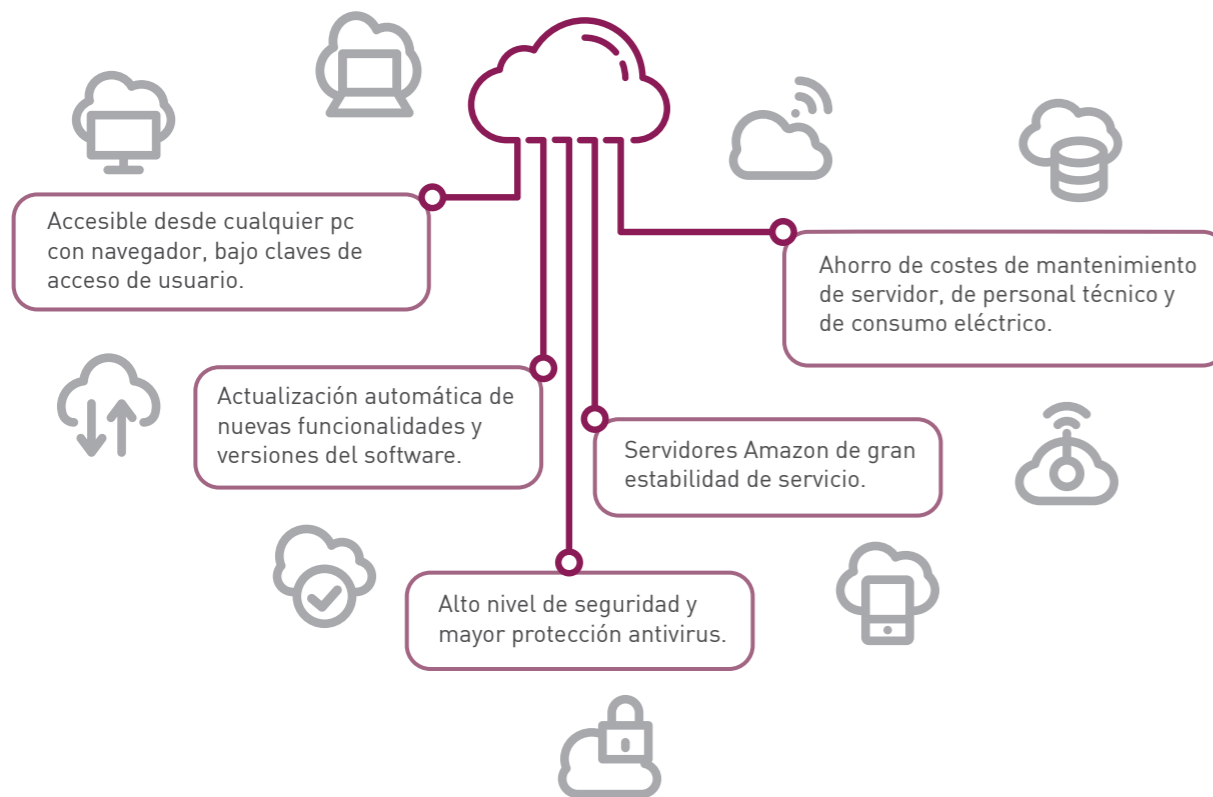 Accesible desde cualquier pc
con navegador, bajo claves de
acceso de usuario.
Ahorro de costes de mantenimiento
de servidor, de personal técnico y
de consumo eléctrico.
Actualización automática de
nuevas funcionalidades y
versiones del software.
Servidores Amazon de gran
estabilidad de servicio.
Alto nivel de seguridad y
mayor protección antivirus.